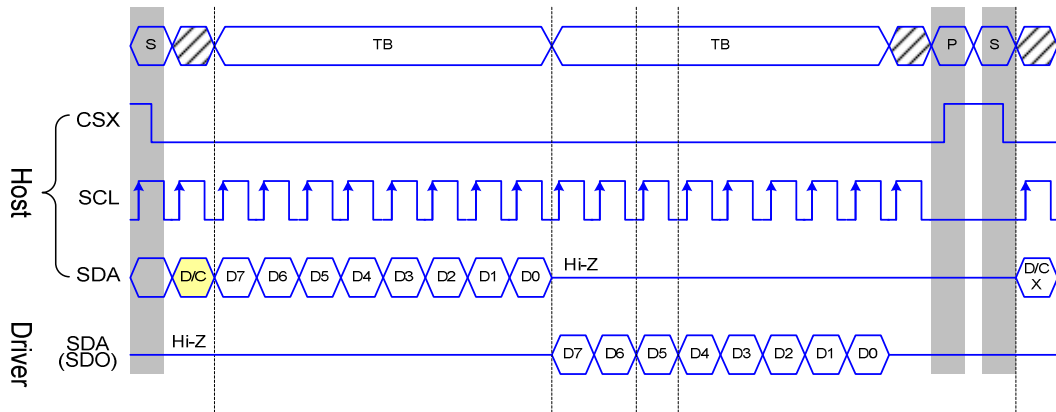 S TB TB P S
CSX
SCL
Host
SDA D/C D7 D6 D5 D4 D3 D2 D1 D0 Hi-Z D/C
X
Driver
SDA Hi-Z
(SDO) D7 D6 D5 D4 D3 D2 D1 D0